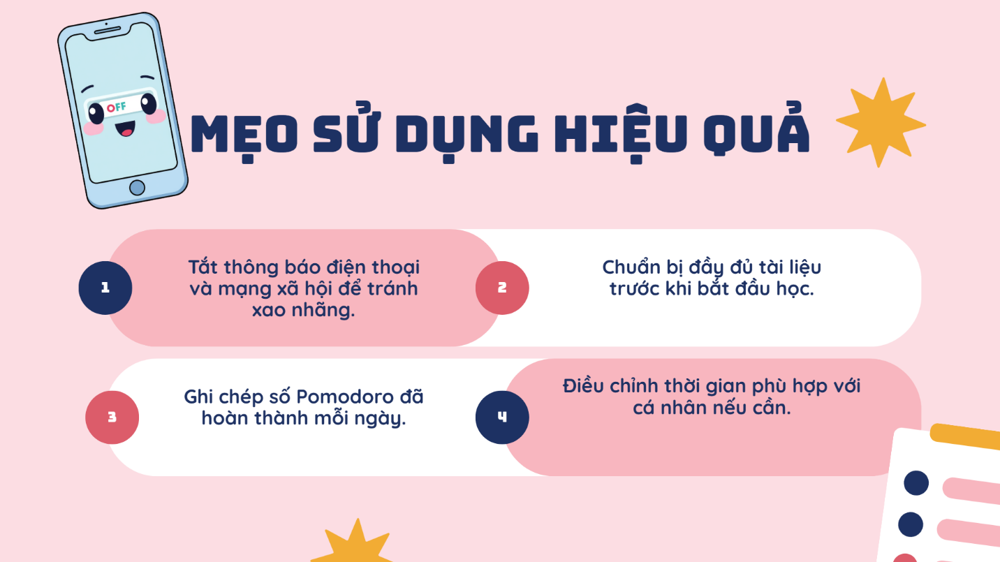 OFF
MẸO SỬ DỤNG HIỆU QUẢ
1
Tắt thông báo điện thoại
và mạng xã hội để tránh
xao nhãng.
2
Chuẩn bị đầy đủ tài liệu
trước khi bắt đầu học.
3
Ghi chép số Pomodoro đã
hoàn thành mỗi ngày.
4
Điều chỉnh thời gian phù hợp với
cá nhân nếu cần.